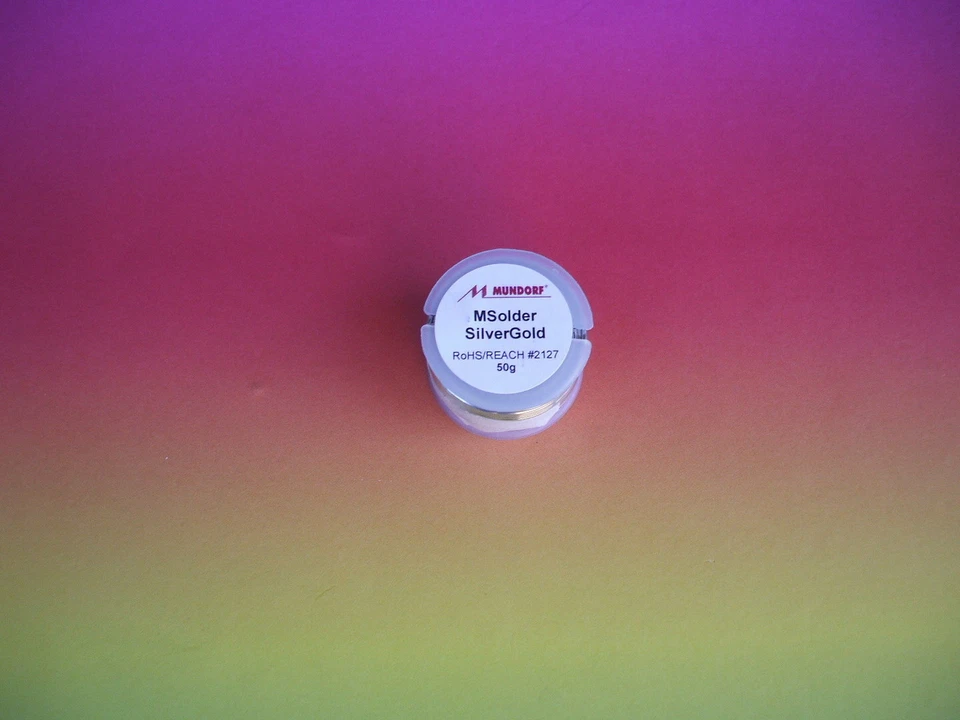 MUNDORF®
MSolder
SilverGold
RoHS/REACH #2127
50g